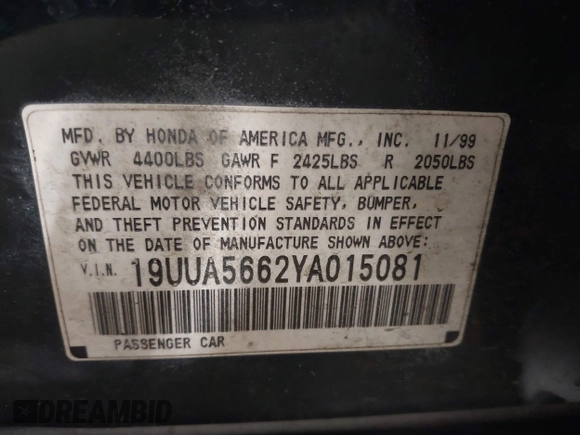 MFD. BY HONDA OF AMERICA MFG., INC. 11/99
GVWR 4400LBS GAWR F 2425LBS R 2050LBS
THIS VEHICLE CONFORMS TO ALL APPLICABLE
FEDERAL MOTOR VEHICLE SAFETY, BUMPER,
AND THEFT PREVENTION STANDARDS IN EFFECT
ON THE DATE OF MANUFACTURE SHOWN ABOVE:
V.I.N. 19UUA5662YA015081
PASSENGER CAR
DREAMBID